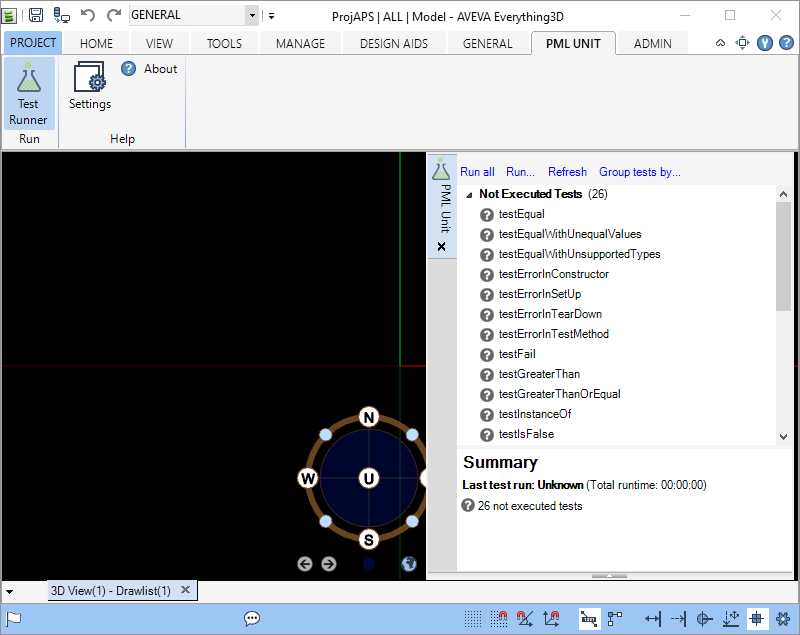 GENERAL
ProjAPS | ALL | Model - AVEVA Everything3D
PROJECT HOME VIEW TOOLS MANAGE DESIGN AIDS GENERAL PML UNIT ADMIN
Test Runner
Settings
? About
Run
Help
PML Unit
Run all Run... Refresh Group tests by...
Not Executed Tests (26)
? testEqual
? testEqualWithUnequalValues
? testEqualWithUnsupportedTypes
? testErrorInConstructor
? testErrorInSetUp
? testErrorInTearDown
? testErrorInTestMethod
? testFail
? testGreaterThan
? testGreaterThanOrEqual
? testInstanceOf
? testIsFalse
N
W U
S
Summary
Last test run: Unknown (Total runtime: 00:00:00)
? 26 not executed tests
3D View(1) - Drawlist(1)